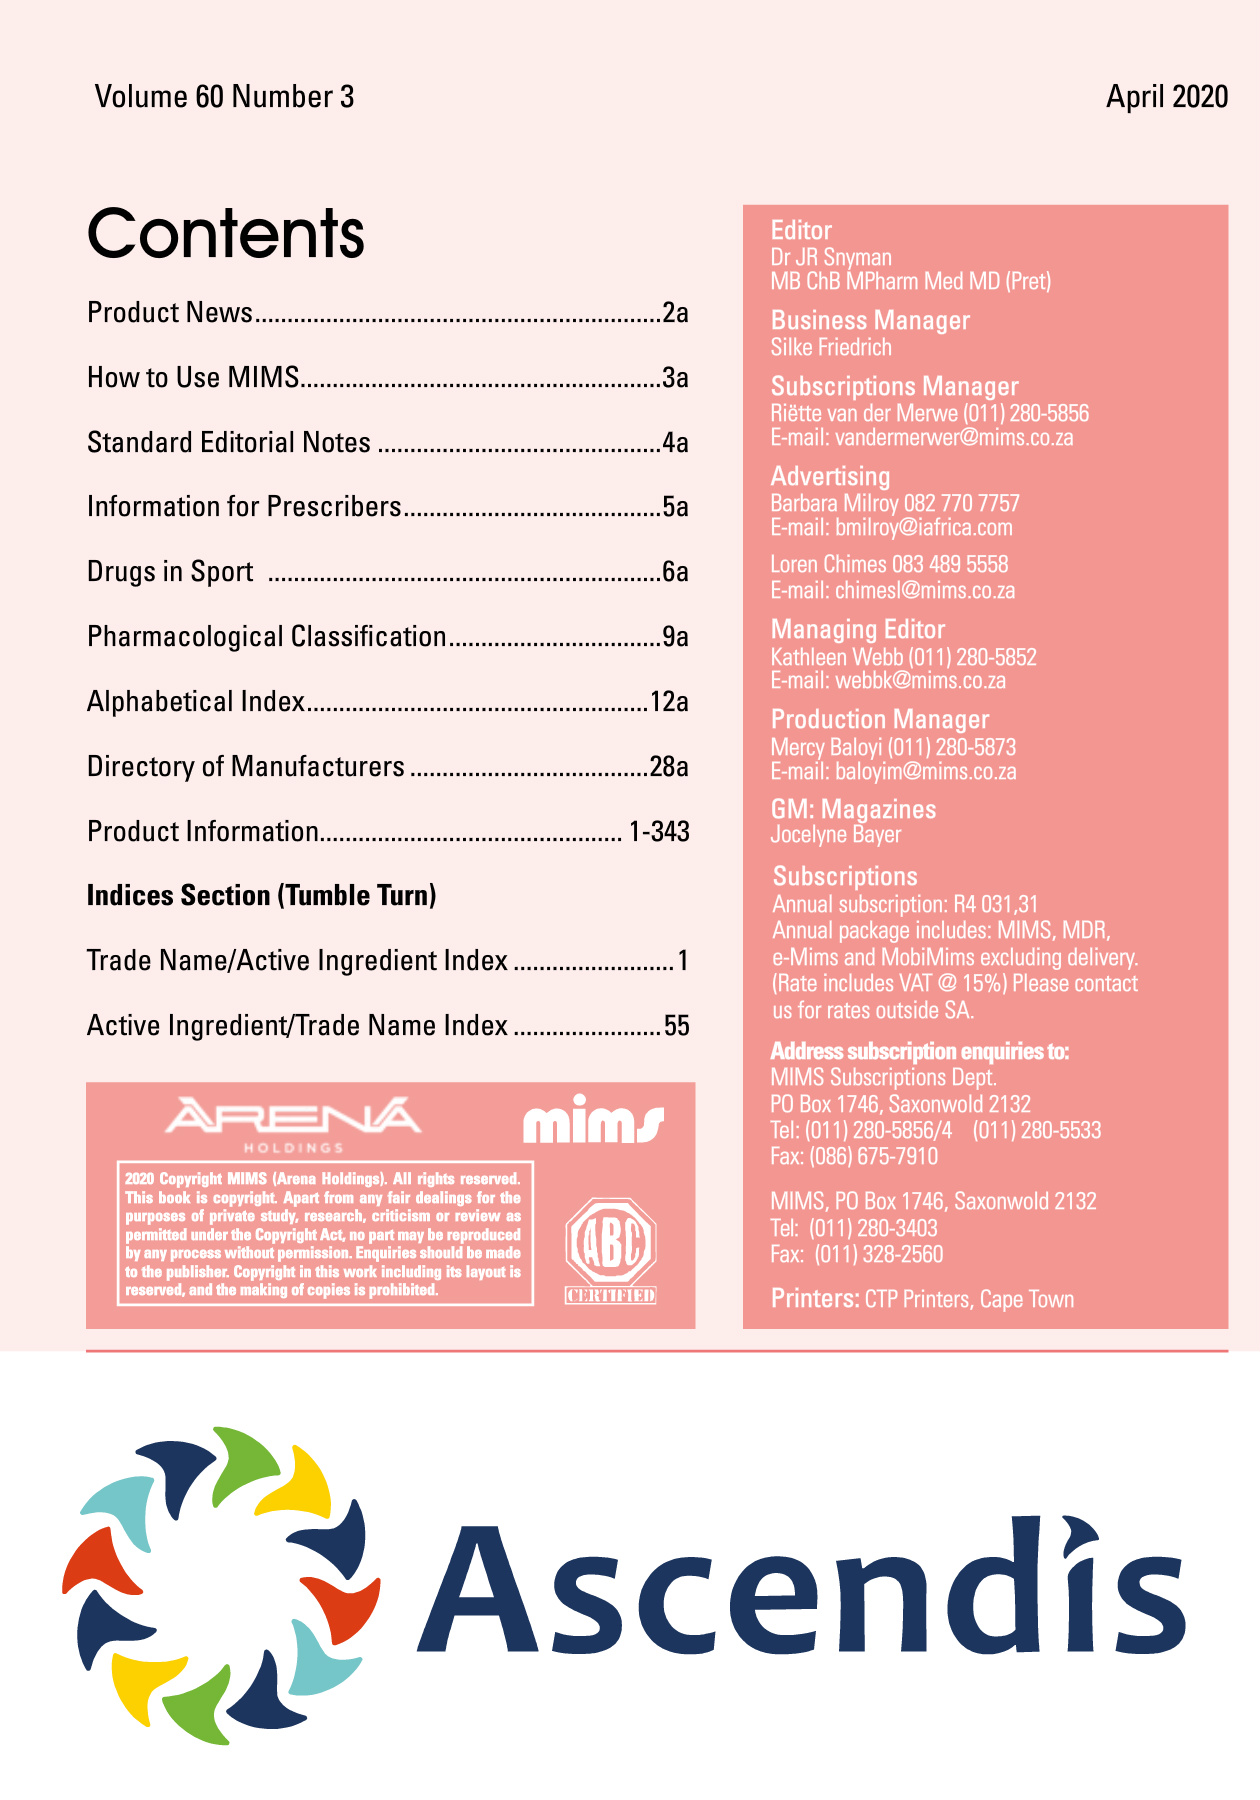 Volume 60 Number 3
April 2020
Contents
Product News...............................................................2a
How to Use MIMS........................................................3a
Standard Editorial Notes ............................................4a
Information for Prescribers........................................5a
Drugs in Sport .............................................................6a
Pharmacological Classification.................................9a
Alphabetical Index.....................................................12a
Directory of Manufacturers .....................................28a
Product Information............................................... 1-343
Indices Section (Tumble Turn)
Trade Name/Active Ingredient Index .........................1
Active Ingredient/Trade Name Index .......................55
ARENA
HOLDINGS
mims
2020 Copyright MIMS (Arena Holdings). All rights reserved.
This book is copyright. Apart from any fair dealings for the
purposes of private study, research, criticism or review as
permitted under the Copyright Act, no part may be reproduced
by any process without permission. Enquiries should be made
to the publisher. Copyright in this work including its layout is
reserved, and the making of copies is prohibited.
ABC
CERTIFIED
Editor
Dr JR Snyman
MB ChB MPharm Med MD (Pret)
Business Manager
Silke Friedrich
Subscriptions Manager
Riëtte van der Merwe (011) 280-5856
E-mail: vandermerwer@mims.co.za
Advertising
Barbara Milroy 082 770 7757
E-mail: bmilroy@iafrica.com
Loren Chimes 083 489 5558
E-mail: chimesl@mims.co.za
Managing Editor
Kathleen Webb (011) 280-5852
E-mail: webbk@mims.co.za
Production Manager
Mercy Baloyi (011) 280-5873
E-mail: baloyim@mims.co.za
GM: Magazines
Jocelyne Bayer
Subscriptions
Annual subscription: R4 031,31
Annual package includes: MIMS, MDR,
e-Mims and MobiMims excluding delivery.
(Rate includes VAT @ 15%) Please contact
us for rates outside SA.
Address subscription enquiries to:
MIMS Subscriptions Dept.
PO Box 1746, Saxonwold 2132
Tel: (011) 280-5856/4 (011) 280-5533
Fax: (086) 675-7910
MIMS, PO Box 1746, Saxonwold 2132
Tel: (011) 280-3403
Fax: (011) 328-2560
Printers: CTP Printers, Cape Town
Ascendis